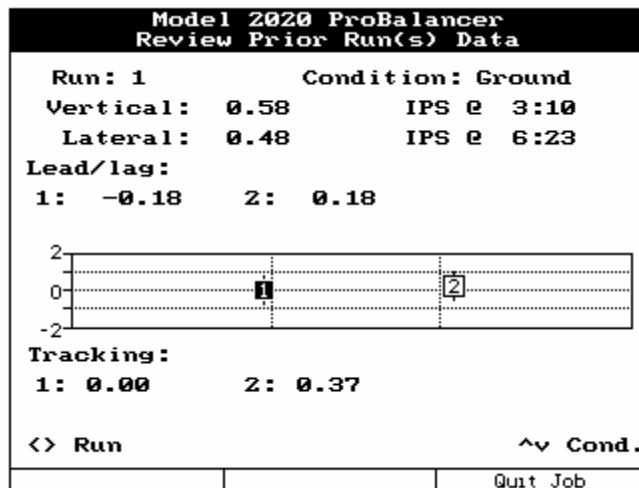 Model 2020 ProBalancer
Review Prior Run(s) Data
Run: 1 Condition: Ground
Vertical: 0.58 IPS @ 3:10
Lateral: 0.48 IPS @ 6:23
Lead/lag:
1: -0.18 2: 0.18
2
0
-2
1 2
Tracking:
1: 0.00 2: 0.37
<> Run ^v Cond.
Quit Job